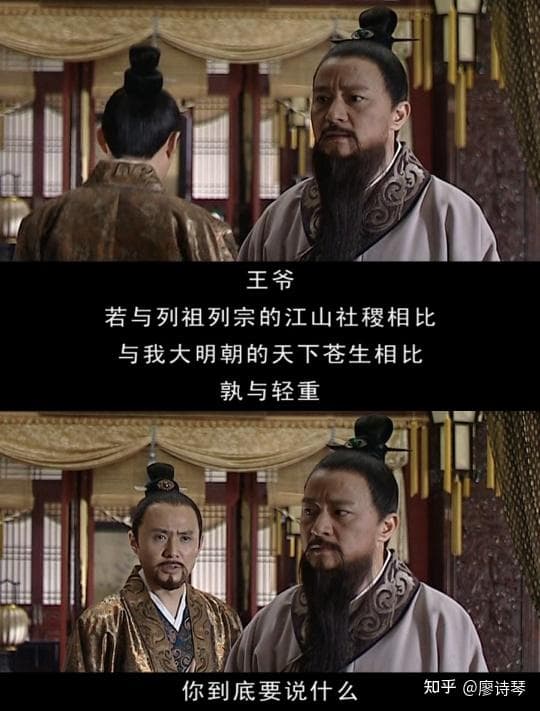 王爷
若与列祖列宗的江山社稷相比
与我大明朝的天下苍生相比
孰与轻重
你到底要说什么
知乎 @廖诗琴